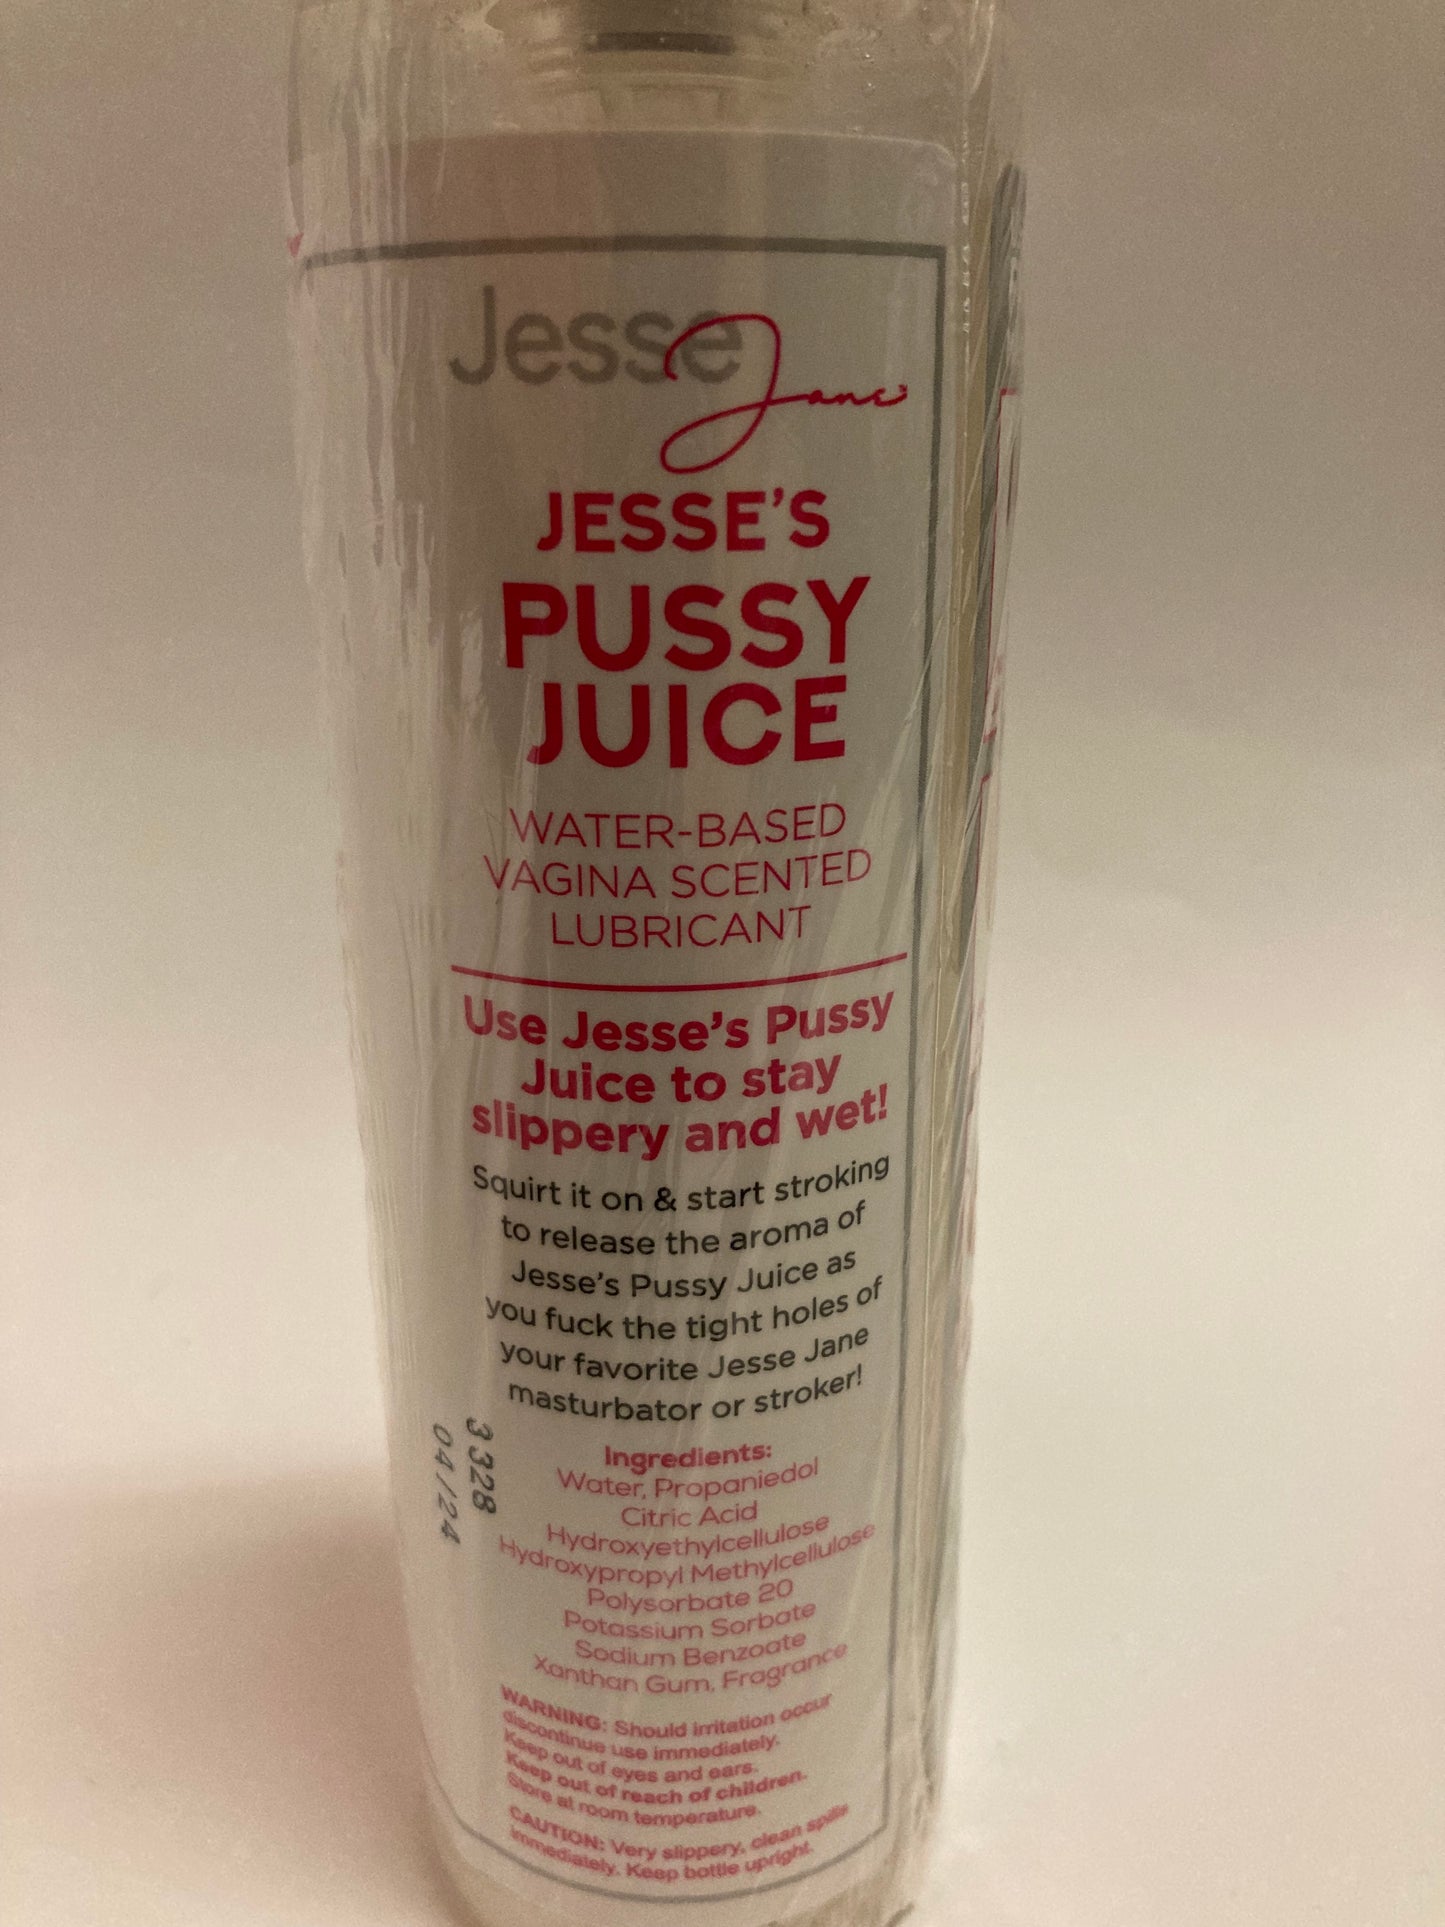 Jesse
Jane
JESSE'S
PUSSY
JUICE
WATER-BASED
VAGINA SCENTED
LUBRICANT
Use Jesse's Pussy
Juice to stay
slippery and wet!
Squirt it on & start stroking
to release the aroma of
Jesse's Pussy Juice as
you fuck the tight holes of
your favorite Jesse Jane
masturbator or stroker!
Ingredients:
Water, Propaniedol
Citric Acid
Hydroxyethylcellulose
Hydroxypropyl Methylcellulose
Polysorbate 20
Potassium Sorbate
Sodium Benzoate
Xanthan Gum, Fragrance
WARNING: Should irritation occur
discontinue use immediately.
Keep out of eyes and ears.
Keep out of reach of children.
Store at room temperature.
CAUTION: Very slippery, clean spills
immediately. Keep bottle upright.
3328
04/24